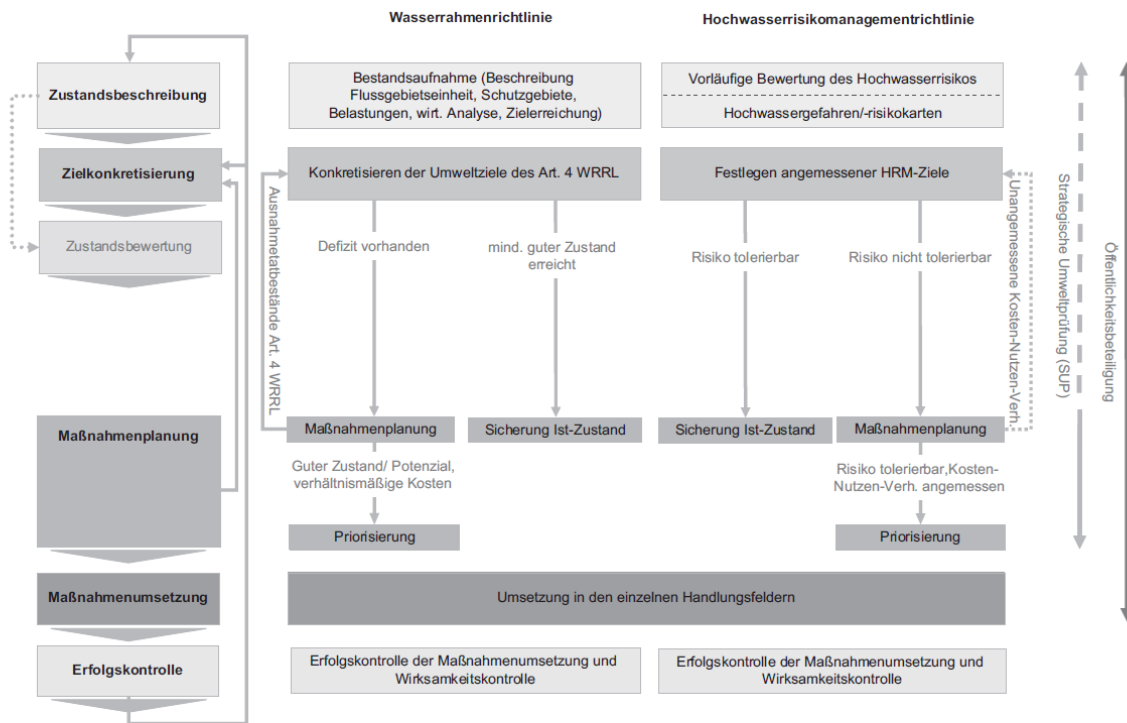 Wasserrahmenrichtlinie
Hochwasserrisikomanagementrichtlinie
Zustandsbeschreibung
Bestandsaufnahme (Beschreibung
Flussgebietseinheit, Schutzgebiete,
Belastungen, wirt. Analyse, Zielerreichung)
Vorläufige Bewertung des Hochwasserrisikos
Hochwassergefahren/-risikokarten
Zielkonkretisierung
Konkretisieren der Umweltziele des Art. 4 WRRL
Festlegen angemessener HRM-Ziele
Zustandsbewertung
Ausnahmetatbestände Art. 4 WRRL
Defizit vorhanden
mind. guter Zustand
erreicht
Risiko tolerierbar
Risiko nicht tolerierbar
Unangemessene Kosten-Nutzen-Verh.
Strategische Umweltprüfung (SUP)
Öffentlichkeitsbeteiligung
Maßnahmenplanung
Maßnahmenplanung
Sicherung Ist-Zustand
Sicherung Ist-Zustand
Maßnahmenplanung
Guter Zustand/ Potenzial,
verhältnismäßige Kosten
Risiko tolerierbar,Kosten-
Nutzen-Verh. angemessen
Priorisierung
Priorisierung
Maßnahmenumsetzung
Umsetzung in den einzelnen Handlungsfeldern
Erfolgskontrolle
Erfolgskontrolle der Maßnahmenumsetzung und
Wirksamkeitskontrolle
Erfolgskontrolle der Maßnahmenumsetzung und
Wirksamkeitskontrolle